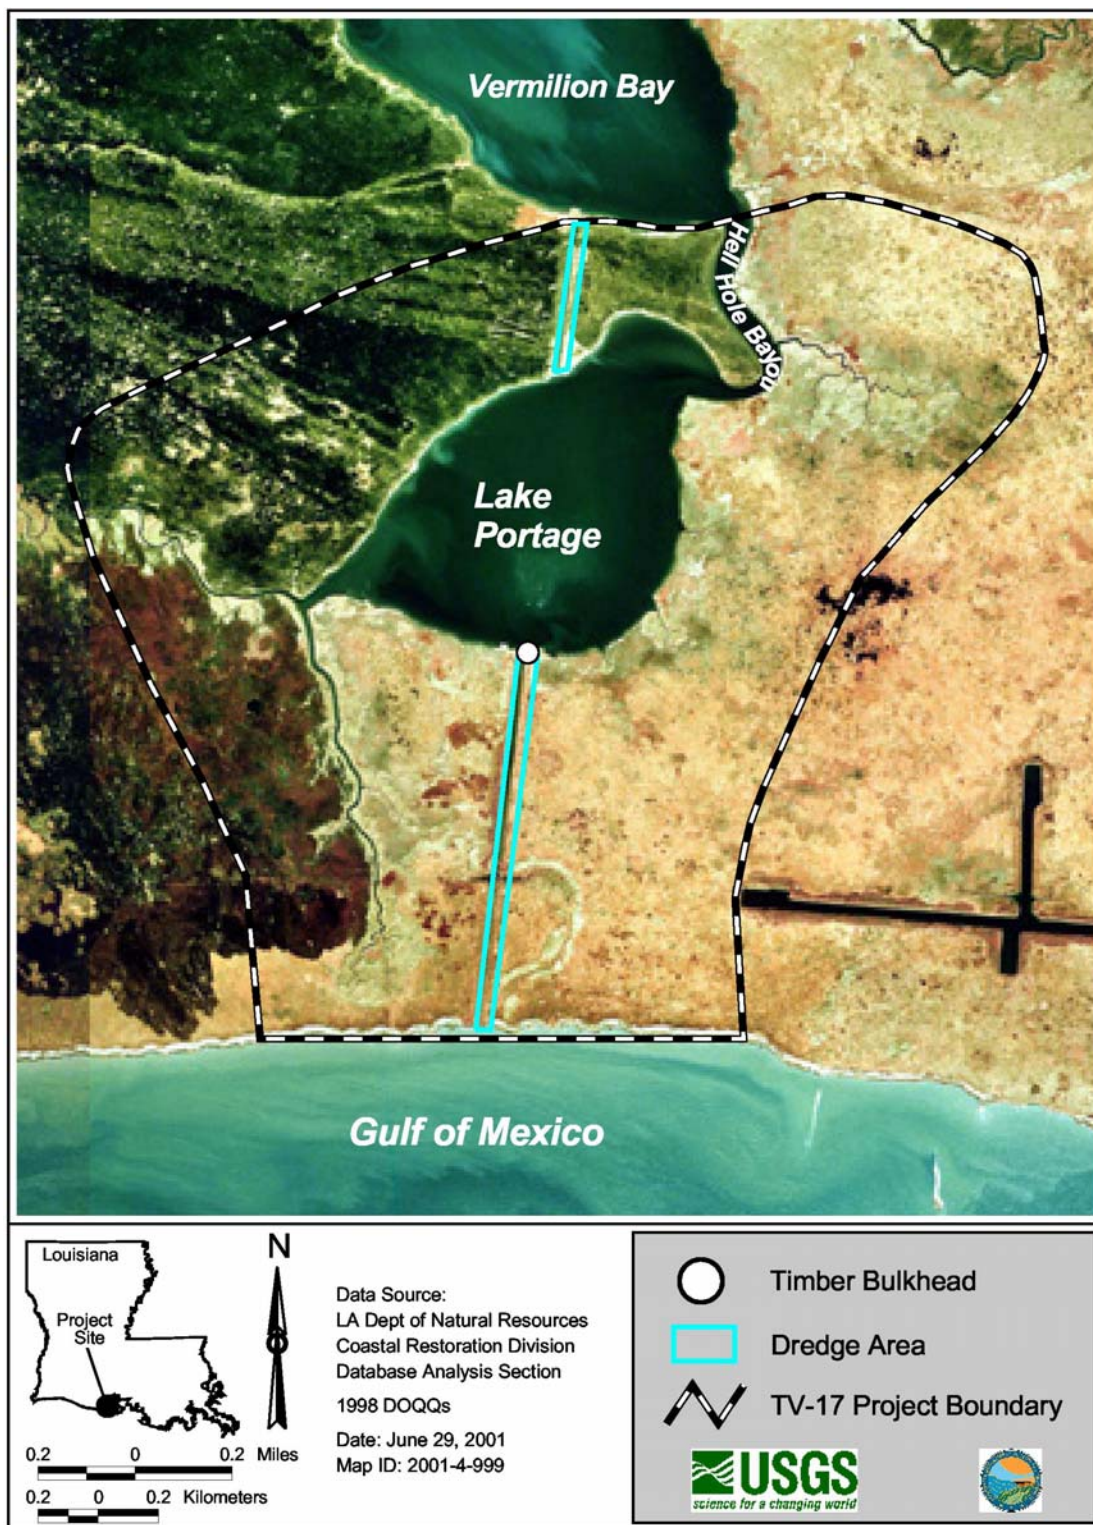 Vermilion Bay
Hell Hole Bayou
Lake
Portage
Gulf of Mexico
Louisiana
Project
Site
N
0.2 0 0.2 Miles
0.2 0 0.2 Kilometers
Data Source:
LA Dept of Natural Resources
Coastal Restoration Division
Database Analysis Section
1998 DOQQs
Date: June 29, 2001
Map ID: 2001-4-999
Timber Bulkhead
Dredge Area
TV-17 Project Boundary
USGS
science for a changing world